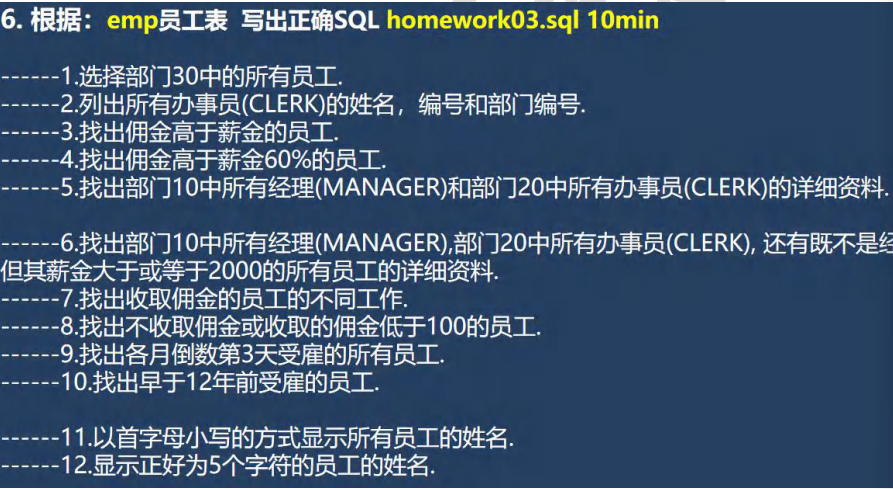 6. 根据：emp员工表 写出正确SQL homework03.sql 10min
------1.选择部门30中的所有员工.
------2.列出所有办事员(CLERK)的姓名，编号和部门编号.
------3.找出佣金高于薪金的员工.
------4.找出佣金高于薪金60%的员工.
------5.找出部门10中所有经理(MANAGER)和部门20中所有办事员(CLERK)的详细资料.
------6.找出部门10中所有经理(MANAGER),部门20中所有办事员(CLERK), 还有既不是经
但其薪金大于或等于2000的所有员工的详细资料.
------7.找出收取佣金的员工的不同工作.
------8.找出不收取佣金或收取的佣金低于100的员工.
------9.找出各月倒数第3天受雇的所有员工.
------10.找出早于12年前受雇的员工.
------11.以首字母小写的方式显示所有员工的姓名.
------12.显示正好为5个字符的员工的姓名.